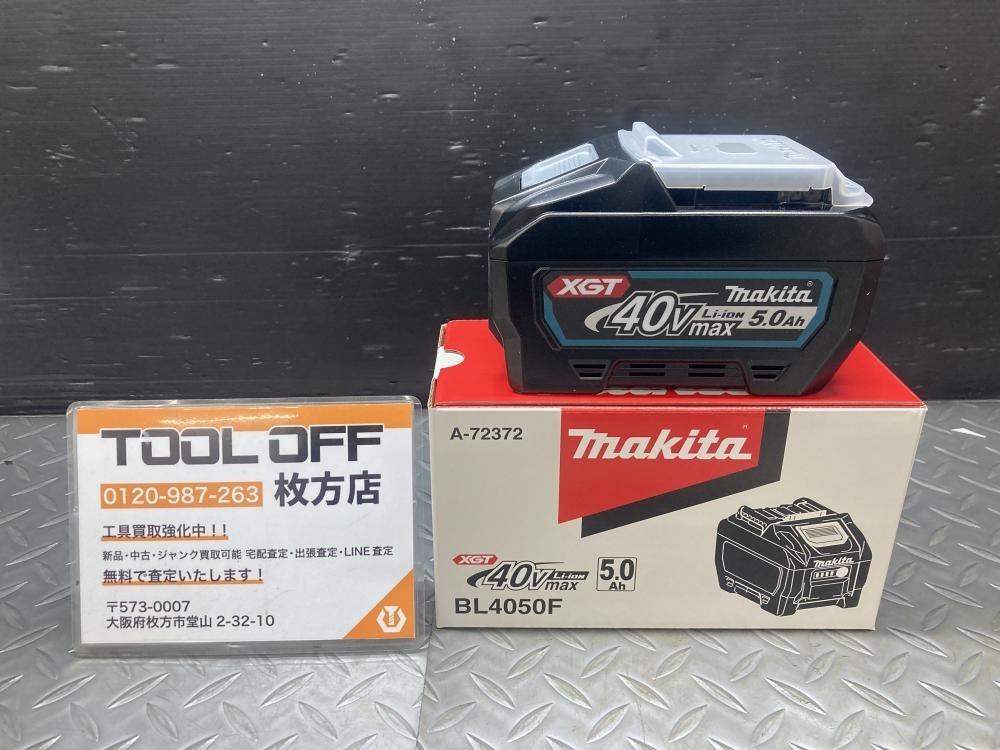 XGT
makita
40Vmax Li-ion 5.0Ah
TOOL OFF
0120-987-263 枚方店
工具買取強化中!!
新品・中古・ジャンク買取可能 宅配査定・出張査定・LINE査定
無料で査定いたします!
〒573-0007
大阪府枚方市堂山 2-32-10
A-72372
makita
XGT
40Vmax Li-ion 5.0 Ah
BL4050F
makita